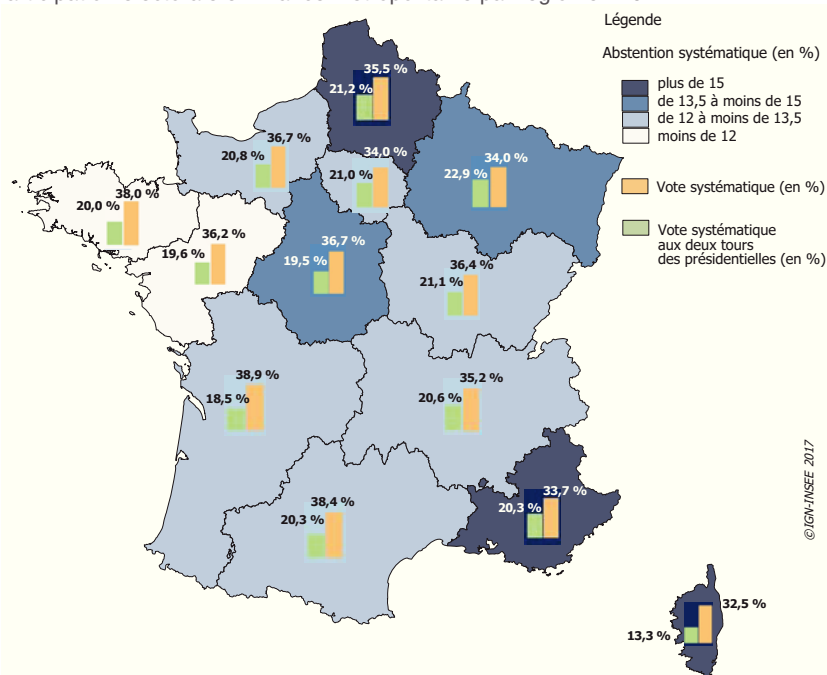 Légende
Abstention systématique (en %)
plus de 15
de 13,5 à moins de 15
de 12 à moins de 13,5
moins de 12
Vote systématique (en %)
Vote systématique
aux deux tours
des présidentielles (en %)
35,5 %
21,2 %
36,7 %
20,8 %
34,0 %
21,0 %
34,0 %
22,9 %
38,0 %
20,0 %
36,2 %
19,6 %
36,7 %
19,5 %
36,4 %
21,1 %
38,9 %
18,5 %
35,2 %
20,6 %
38,4 %
20,3 %
33,7 %
20,3 %
32,5 %
13,3 %
©IGN-INSEE 2017